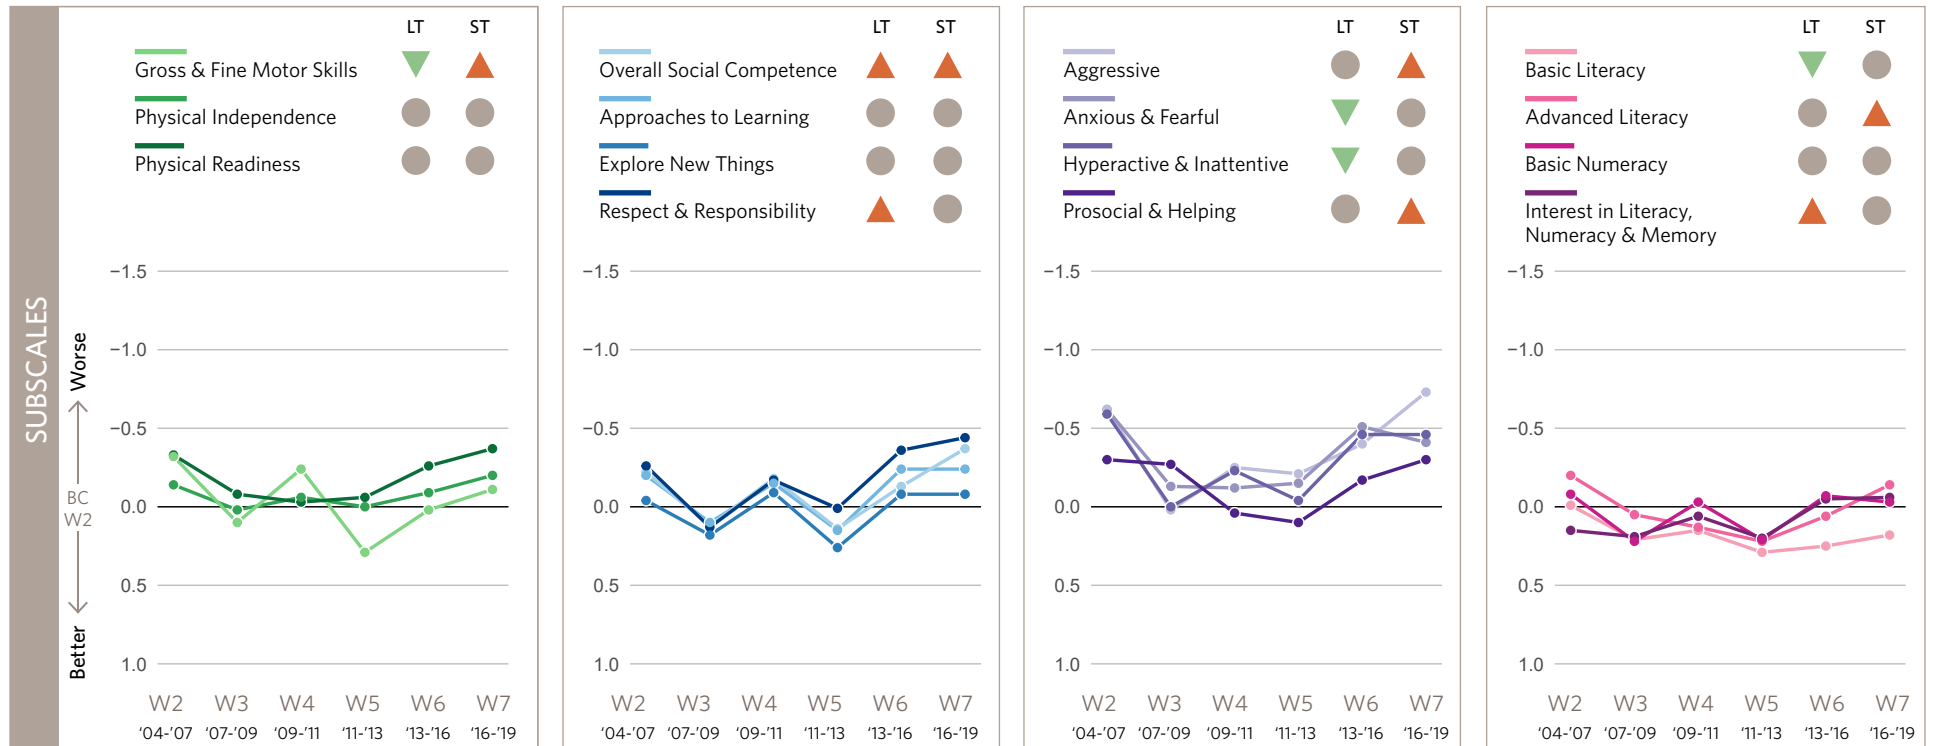 SUBSCALES
Worse
BC
W2
Better
LT ST
Gross & Fine Motor Skills
Physical Independence
Physical Readiness
−1.5
−1.0
−0.5
0.0
0.5
1.0
W2 W3 W4 W5 W6 W7
‘04-’07 ‘07-’09 ‘09-’11 ‘11-’13 ‘13-’16 ‘16-’19
LT ST
Overall Social Competence
Approaches to Learning
Explore New Things
Respect & Responsibility
−1.5
−1.0
−0.5
0.0
0.5
1.0
W2 W3 W4 W5 W6 W7
‘04-’07 ‘07-’09 ‘09-’11 ‘11-’13 ‘13-’16 ‘16-’19
LT ST
Aggressive
Anxious & Fearful
Hyperactive & Inattentive
Prosocial & Helping
−1.5
−1.0
−0.5
0.0
0.5
1.0
W2 W3 W4 W5 W6 W7
‘04-’07 ‘07-’09 ‘09-’11 ‘11-’13 ‘13-’16 ‘16-’19
LT ST
Basic Literacy
Advanced Literacy
Basic Numeracy
Interest in Literacy,
Numeracy & Memory
−1.5
−1.0
−0.5
0.0
0.5
1.0
W2 W3 W4 W5 W6 W7
‘04-’07 ‘07-’09 ‘09-’11 ‘11-’13 ‘13-’16 ‘16-’19